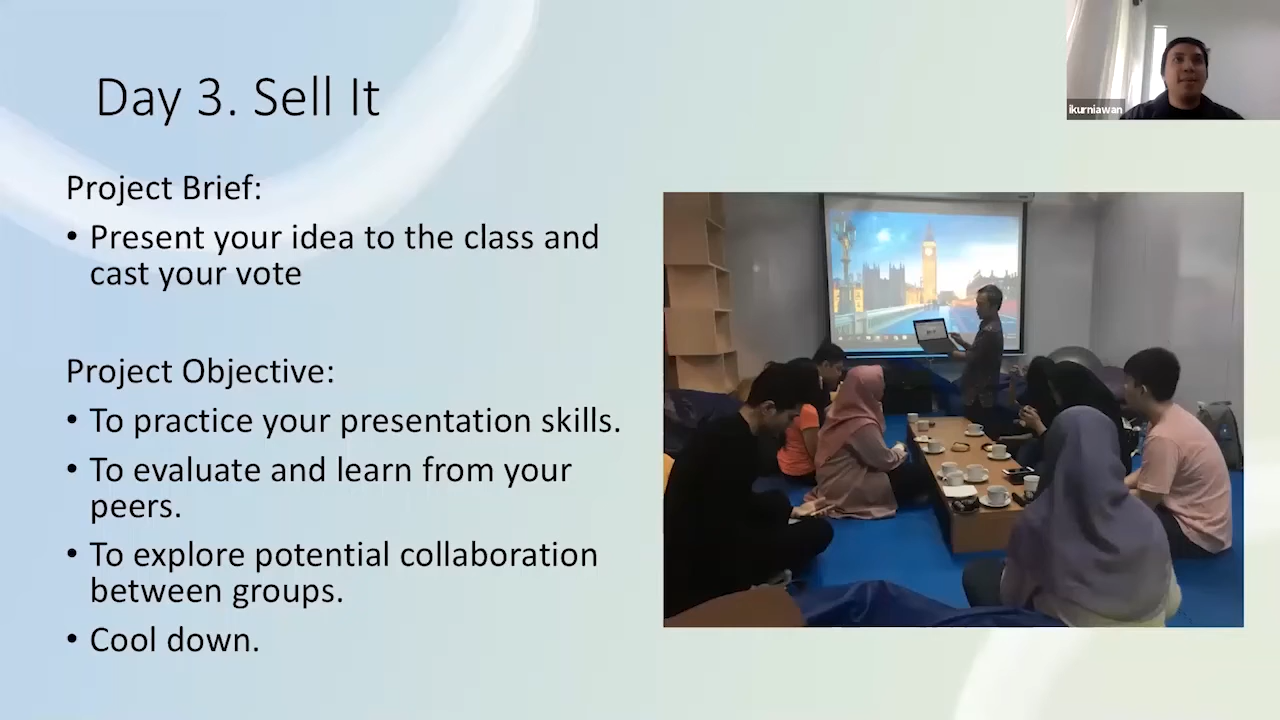 Day 3. Sell It
ikurniawan
Project Brief:
• Present your idea to the class and
cast your vote
Project Objective:
• To practice your presentation skills.
• To evaluate and learn from your
peers.
• To explore potential collaboration
between groups.
• Cool down.